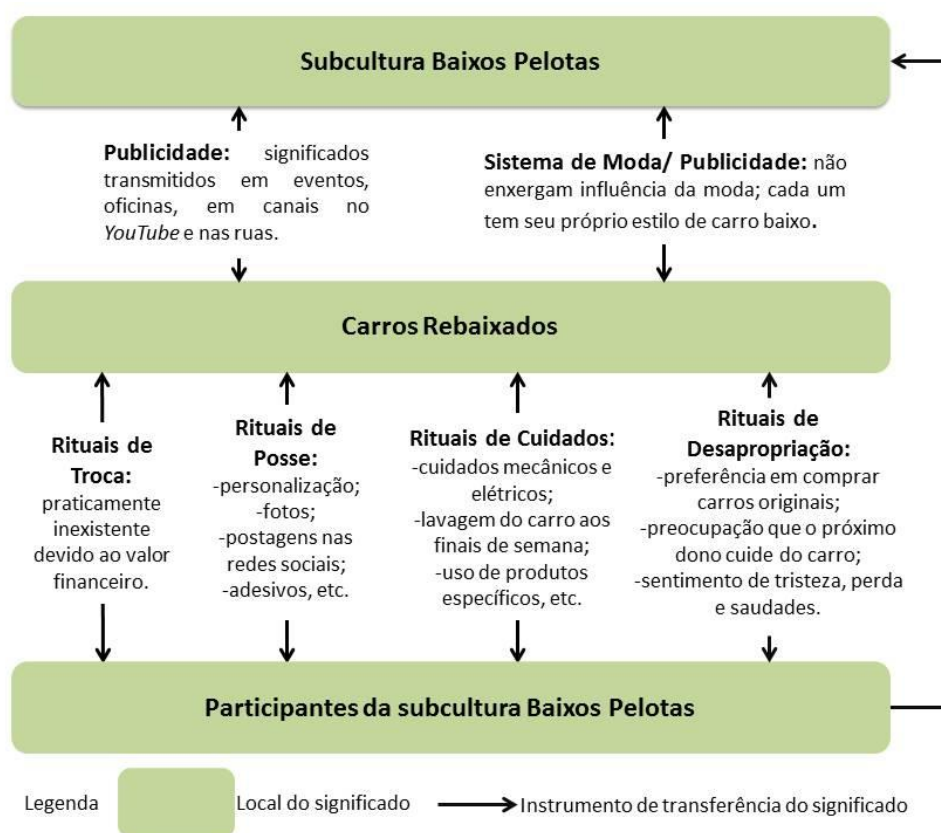 Subcultura Baixos Pelotas
Publicidade: significados
transmitidos em eventos,
oficinas, em canais no
YouTube e nas ruas.
Sistema de Moda/ Publicidade: não
enxergam influência da moda; cada um
tem seu próprio estilo de carro baixo.
Carros Rebaixados
Rituais de
Troca:
praticamente
inexistente
devido ao valor
financeiro.
Rituais de
Posse:
-personalização;
-fotos;
-postagens nas
redes sociais;
-adesivos, etc.
Rituais de Cuidados:
-cuidados mecânicos e
elétricos;
-lavagem do carro aos
finais de semana;
-uso de produtos
específicos, etc.
Rituais de
Desapropriação:
-preferência em comprar
carros originais;
-preocupação que o próximo
dono cuide do carro;
-sentimento de tristeza, perda
e saudades.
Participantes da subcultura Baixos Pelotas
Legenda
Local do significado
Instrumento de transferência do significado